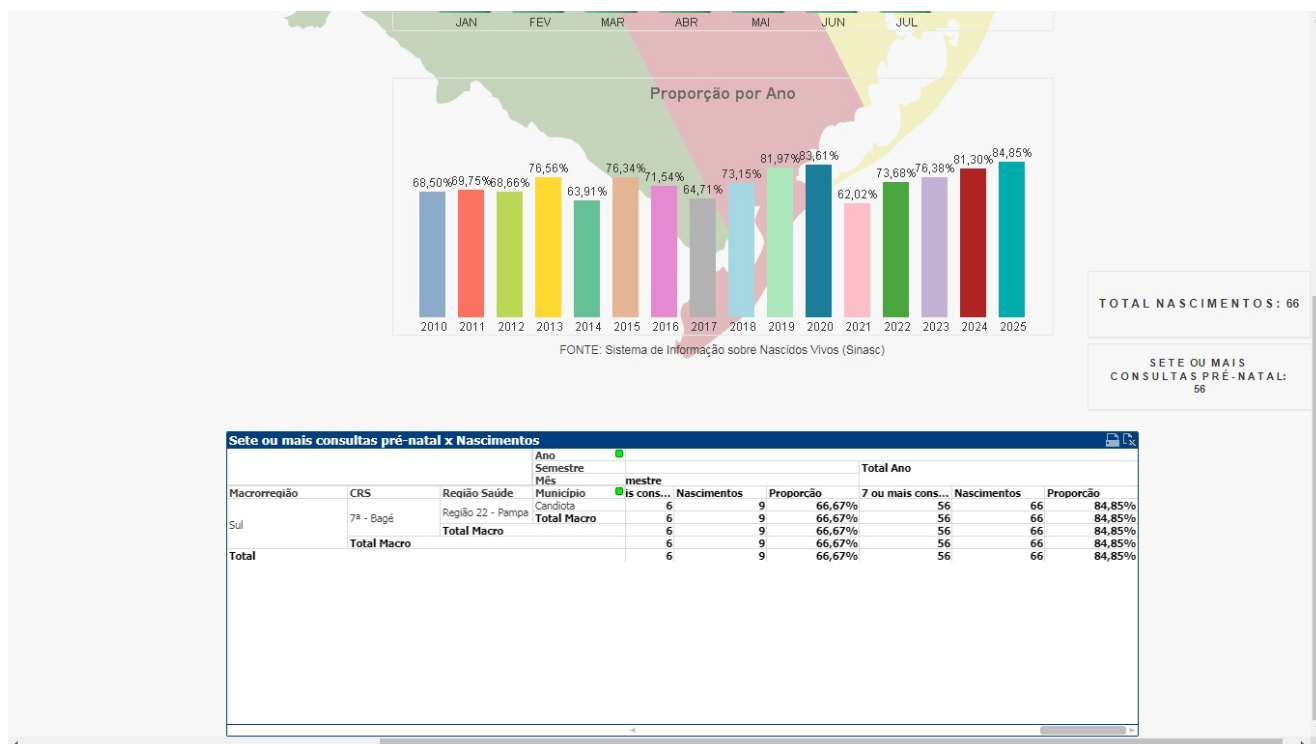 JAN FEV MAR ABR MAI JUN JUL
Proporção por Ano
68,50% 69,75% 68,66% 76,56% 63,91% 76,34% 71,54% 64,71% 73,15% 81,97% 83,61% 62,02% 73,68% 76,38% 81,30% 84,85%
2010 2011 2012 2013 2014 2015 2016 2017 2018 2019 2020 2021 2022 2023 2024 2025
FONTE: Sistema de Informação sobre Nascidos Vivos (Sinasc)
TOTAL NASCIMENTOS: 66
SETE OU MAIS
CONSULTAS PRÉ-NATAL:
56
Sete ou mais consultas pré-natal x Nascimentos
Ano
Semestre Total Ano
Mês mestre
Macrorregião CRS Região Saúde Município is cons... Nascimentos Proporcão 7 ou mais cons... Nascimentos Proporcão
Sul 7ª - Bagé Região 22 - Pampa Candiota 6 9 66,67% 56 66 84,85%
Total Macro 6 9 66,67% 56 66 84,85%
Total Macro 6 9 66,67% 56 66 84,85%
Total Macro 6 9 66,67% 56 66 84,85%
Total 6 9 66,67% 56 66 84,85%